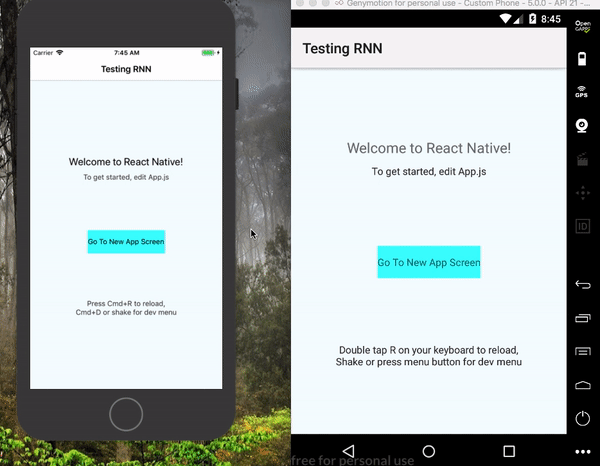 Carrier
7:45 AM
Testing RNN
Welcome to React Native!
To get started, edit App.js
Go To New App Screen
Press Cmd+R to reload,
Cmd+D or shake for dev menu
Genymotion for personal use - Custom Phone - 5.0.0 - API 21 -...
8:45
Testing RNN
Welcome to React Native!
To get started, edit App.js
Go To New App Screen
Double tap R on your keyboard to reload,
Shake or press menu button for dev menu
free for personal use
Open
GAPPS
GPS
ID